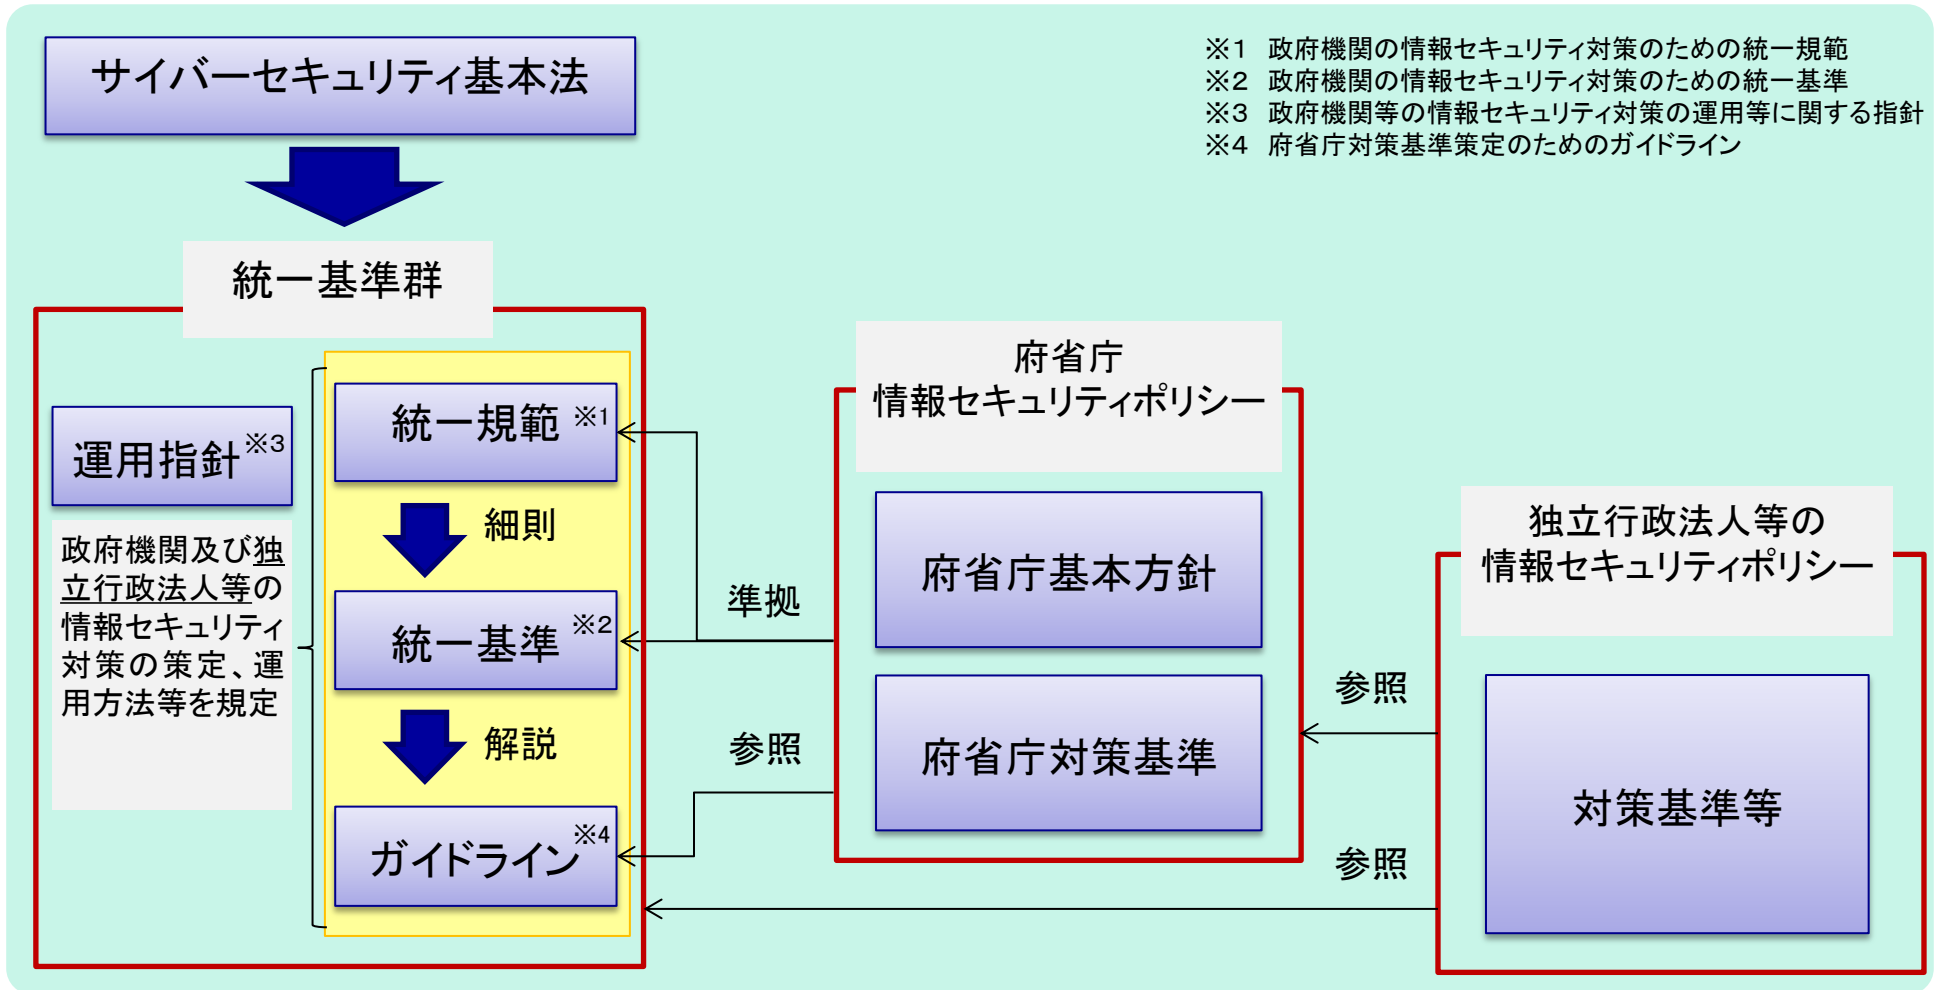 サイバーセキュリティ基本法
※1 政府機関の情報セキュリティ対策のための統一規範
※2 政府機関の情報セキュリティ対策のための統一基準
※3 政府機関等の情報セキュリティ対策の運用等に関する指針
※4 府省庁対策基準策定のためのガイドライン
統一基準群
運用指針※3
政府機関及び独
立行政法人等の
情報セキュリティ
対策の策定、運
用方法等を規定
統一規範※1
細則
統一基準※2
解説
ガイドライン※4
準拠
参照
府省庁
情報セキュリティポリシー
府省庁基本方針
府省庁対策基準
参照
参照
独立行政法人等の
情報セキュリティポリシー
対策基準等